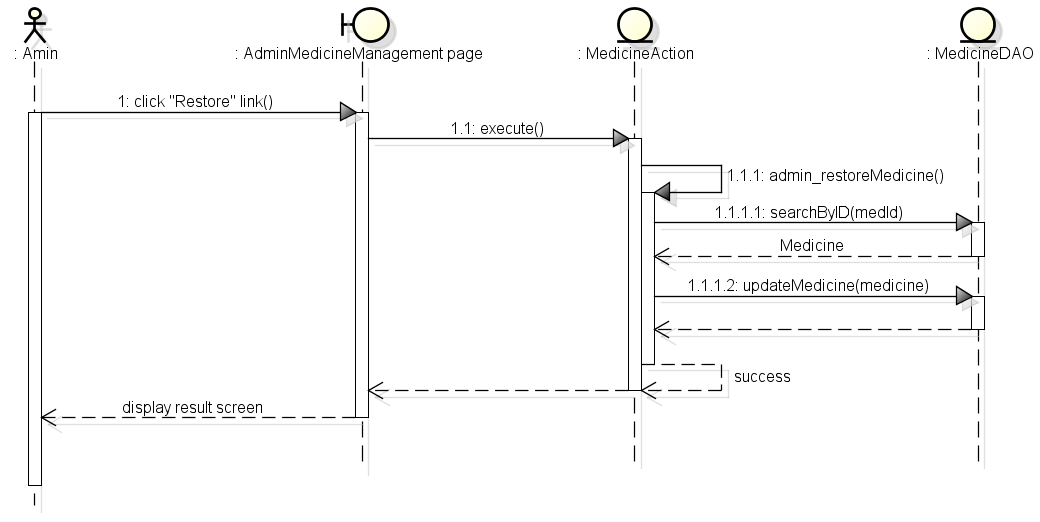 : Amin
: AdminMedicineManagement page
: MedicineAction
: MedicineDAO
1: click "Restore" link()
1.1: execute()
1.1.1: admin_restoreMedicine()
1.1.1.1: searchByID(medId)
Medicine
1.1.1.2: updateMedicine(medicine)
success
display result screen